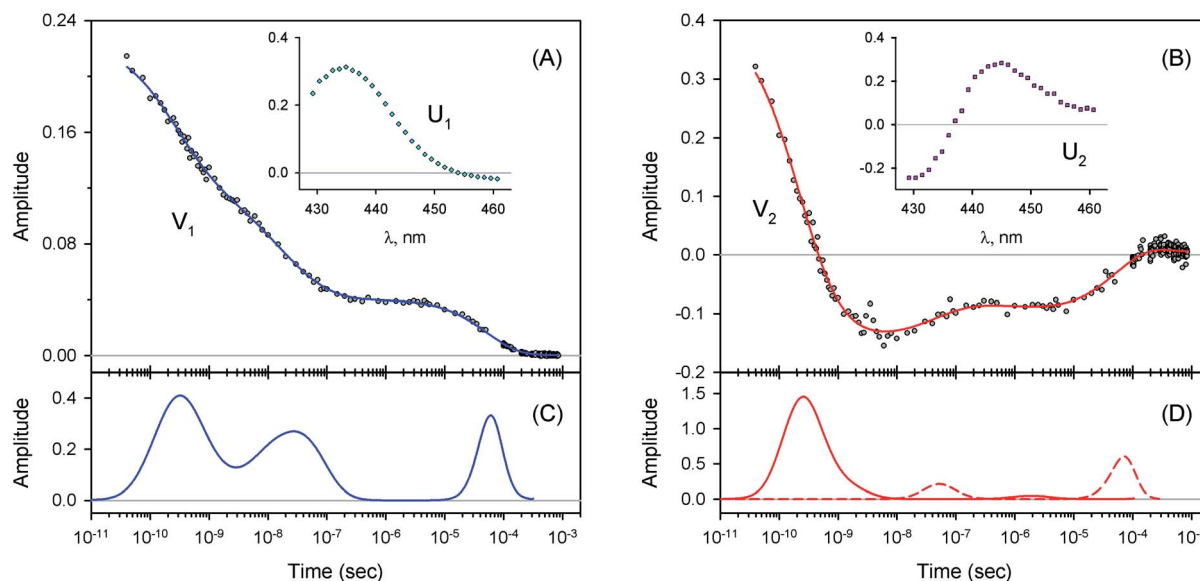 (A)
0.24
0.16
0.08
0.00
Amplitude
V1
0.4
0.2
0.0
U1
430 440 450 460
λ, nm
(C)
0.4
0.2
0.0
Amplitude
10-11 10-10 10-9 10-8 10-7 10-6 10-5 10-4 10-3
Time (sec)
(B)
0.4
0.3
0.2
0.1
0.0
-0.1
-0.2
Amplitude
V2
0.4
0.2
0.0
-0.2
U2
430 440 450 460
λ, nm
(D)
1.5
1.0
0.5
0.0
Amplitude
10-11 10-10 10-9 10-8 10-7 10-6 10-5 10-4
Time (sec)